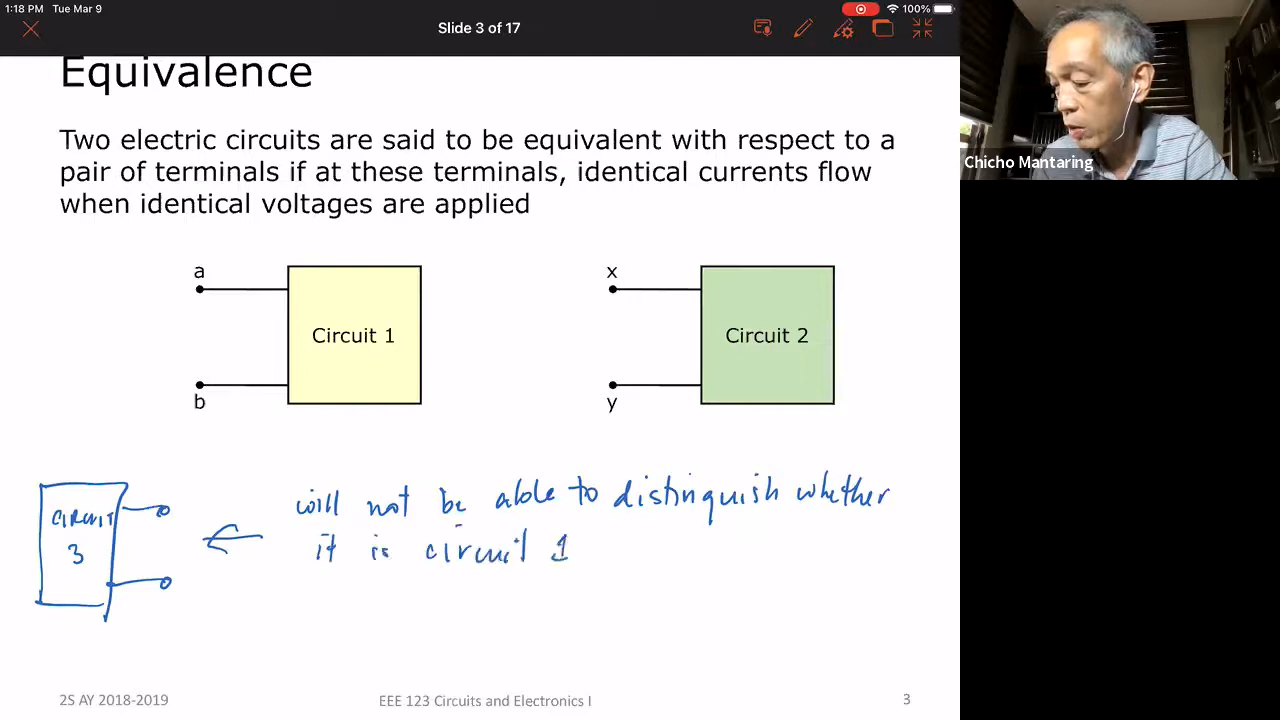 1:18 PM Tue Mar 9
100%
Slide 3 of 17
Equivalence
Two electric circuits are said to be equivalent with respect to a
pair of terminals if at these terminals, identical currents flow
when identical voltages are applied
a
Circuit 1
b
x
Circuit 2
y
CIRCUIT
3
will not be able to distinguish whether
it is circuit 1
2S AY 2018-2019
EEE 123 Circuits and Electronics I
3
Chicho Mantaring